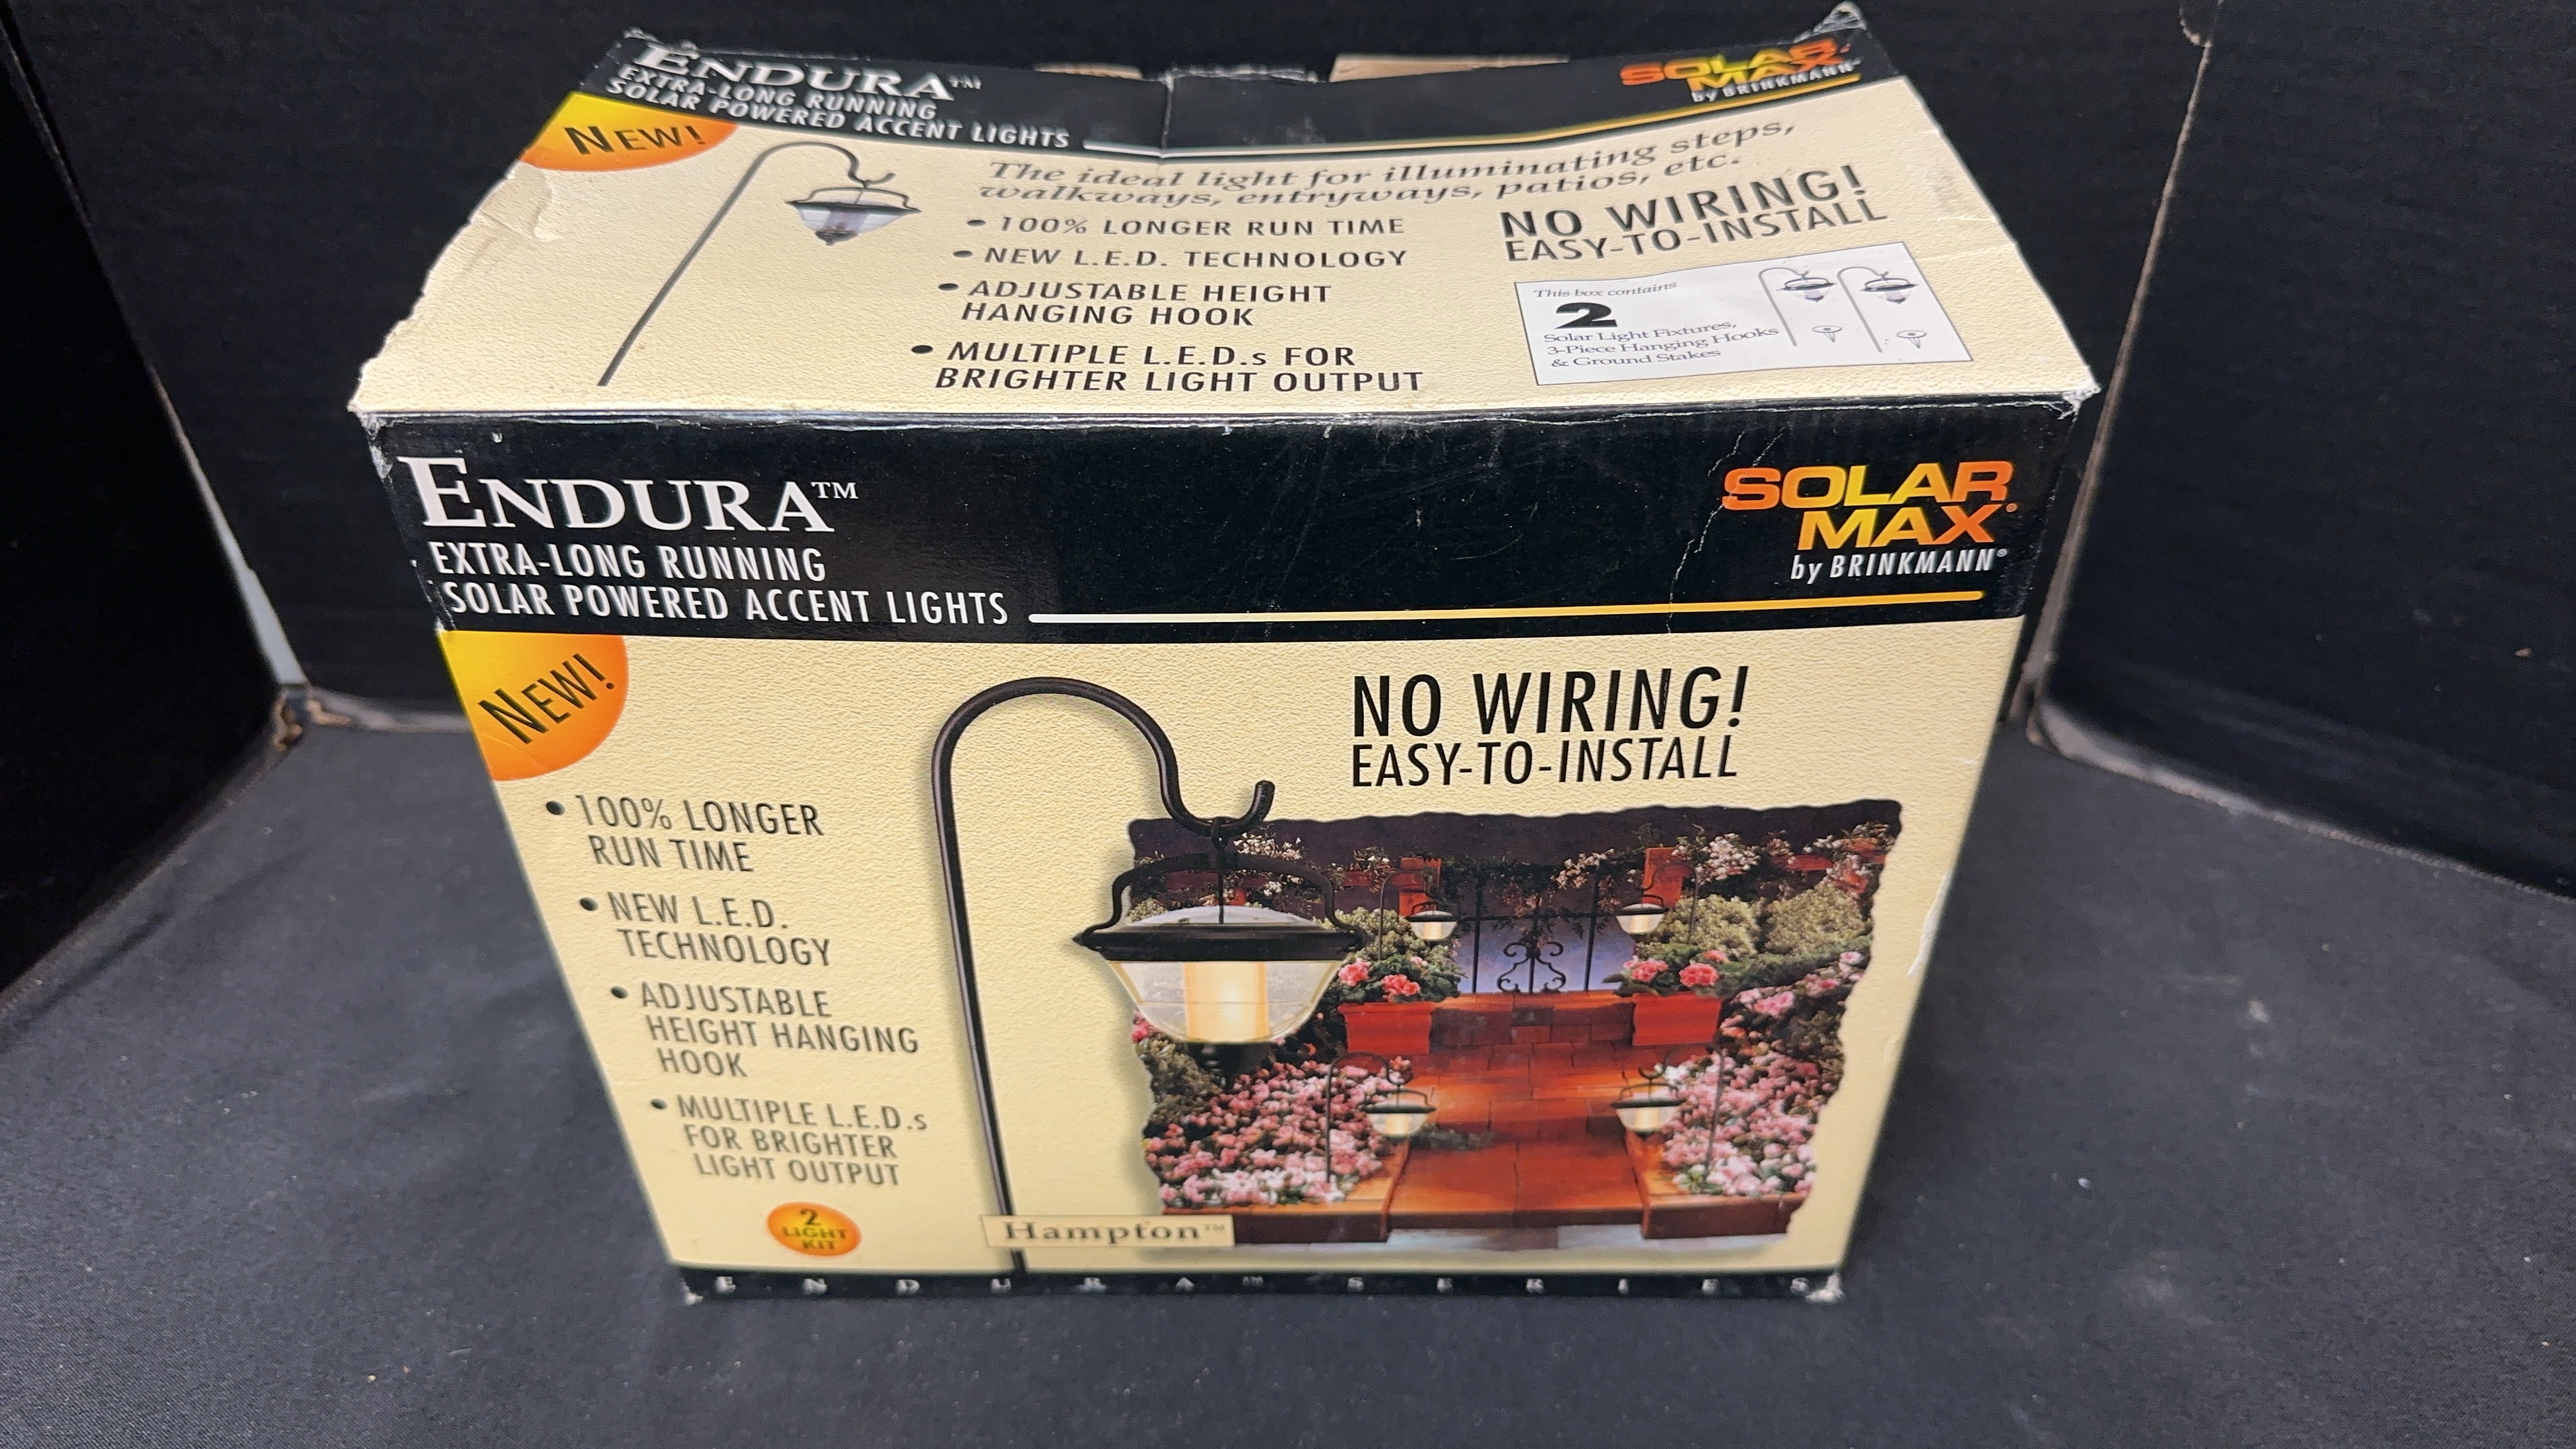 ENDURA™
EXTRA-LONG RUNNING
SOLAR POWERED ACCENT LIGHTS
SOLAR
MAX
by BRINKMANN
NEW!
The ideal light for illuminating steps,
walkways, entryways, patios, etc.
• 100% LONGER RUN TIME
• NEW L.E.D. TECHNOLOGY
• ADJUSTABLE HEIGHT
HANGING HOOK
• MULTIPLE L.E.D.s FOR
BRIGHTER LIGHT OUTPUT
NO WIRING!
EASY-TO-INSTALL
This box contains
2
Solar Light Fixtures,
3-Piece Hanging Hooks
& Ground Stakes
ENDURA™
EXTRA-LONG RUNNING
SOLAR POWERED ACCENT LIGHTS
SOLAR
MAX®
by BRINKMANN®
NEW!
NO WIRING!
EASY-TO-INSTALL
• 100% LONGER
RUN TIME
• NEW L.E.D.
TECHNOLOGY
• ADJUSTABLE
HEIGHT HANGING
HOOK
• MULTIPLE L.E.D.s
FOR BRIGHTER
LIGHT OUTPUT
2
LIGHT
KIT
Hampton™
ENDURA™ SERIES